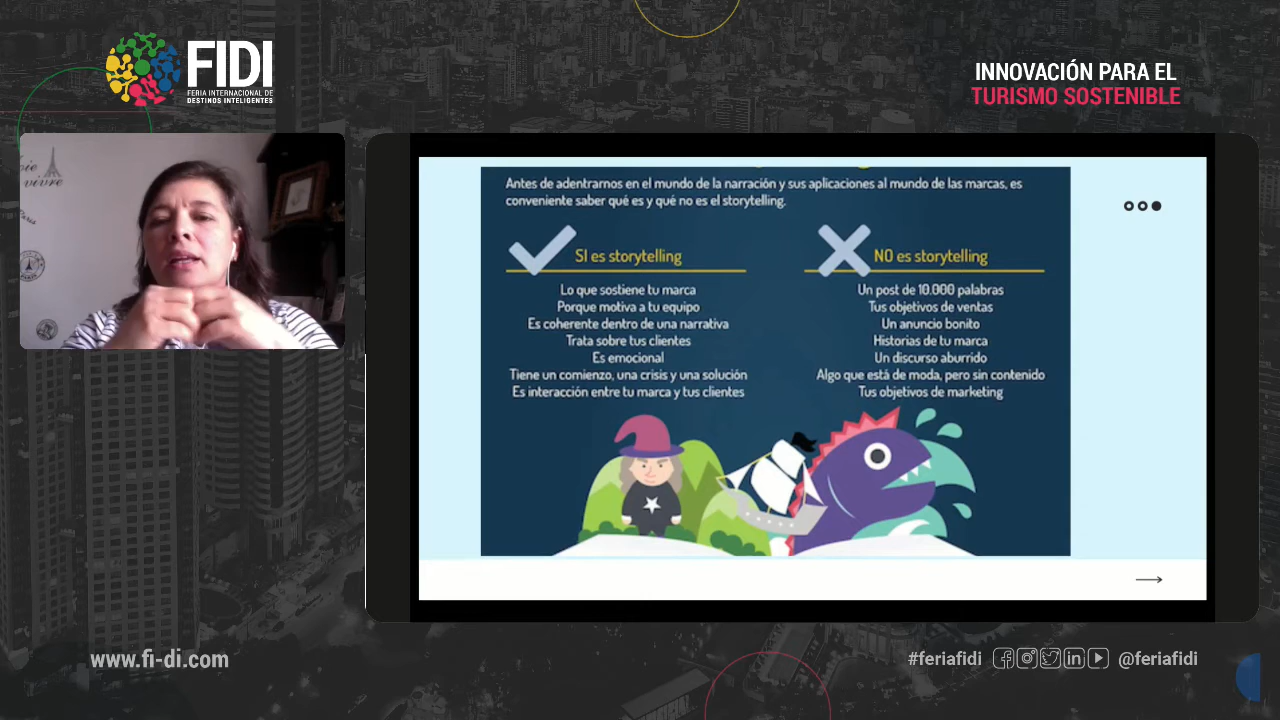 FIDI
FERIA INTERNACIONAL DE
DESTINOS INTELIGENTES
INNOVACIÓN PARA EL
TURISMO SOSTENIBLE
vie
vivre
Paris
Antes de adentrarnos en el mundo de la narración y sus aplicaciones al mundo de las marcas, es
conveniente saber qué es y qué no es el storytelling.
SI es storytelling
Lo que sostiene tu marca
Porque motiva a tu equipo
Es coherente dentro de una narrativa
Trata sobre tus clientes
Es emocional
Tiene un comienzo, una crisis y una solución
Es interacción entre tu marca y tus clientes
NO es storytelling
Un post de 10.000 palabras
Tus objetivos de ventas
Un anuncio bonito
Historias de tu marca
Un discurso aburrido
Algo que está de moda, pero sin contenido
Tus objetivos de marketing
www.fi-di.com
#feriafidi
@feriafidi